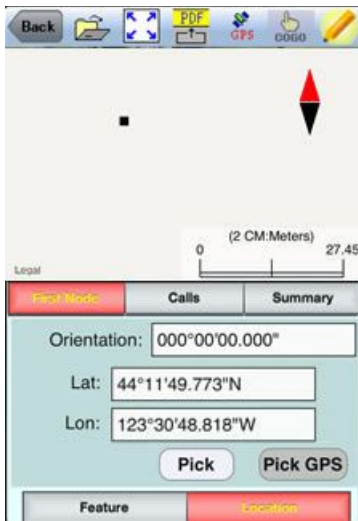 Back PDF GPS COGO
(2 CM:Meters)
0 27.45
Legal
First Node Calls Summary
Orientation: 000°00'00.000"
Lat: 44°11'49.773"N
Lon: 123°30'48.818"W
Pick Pick GPS
Feature Location